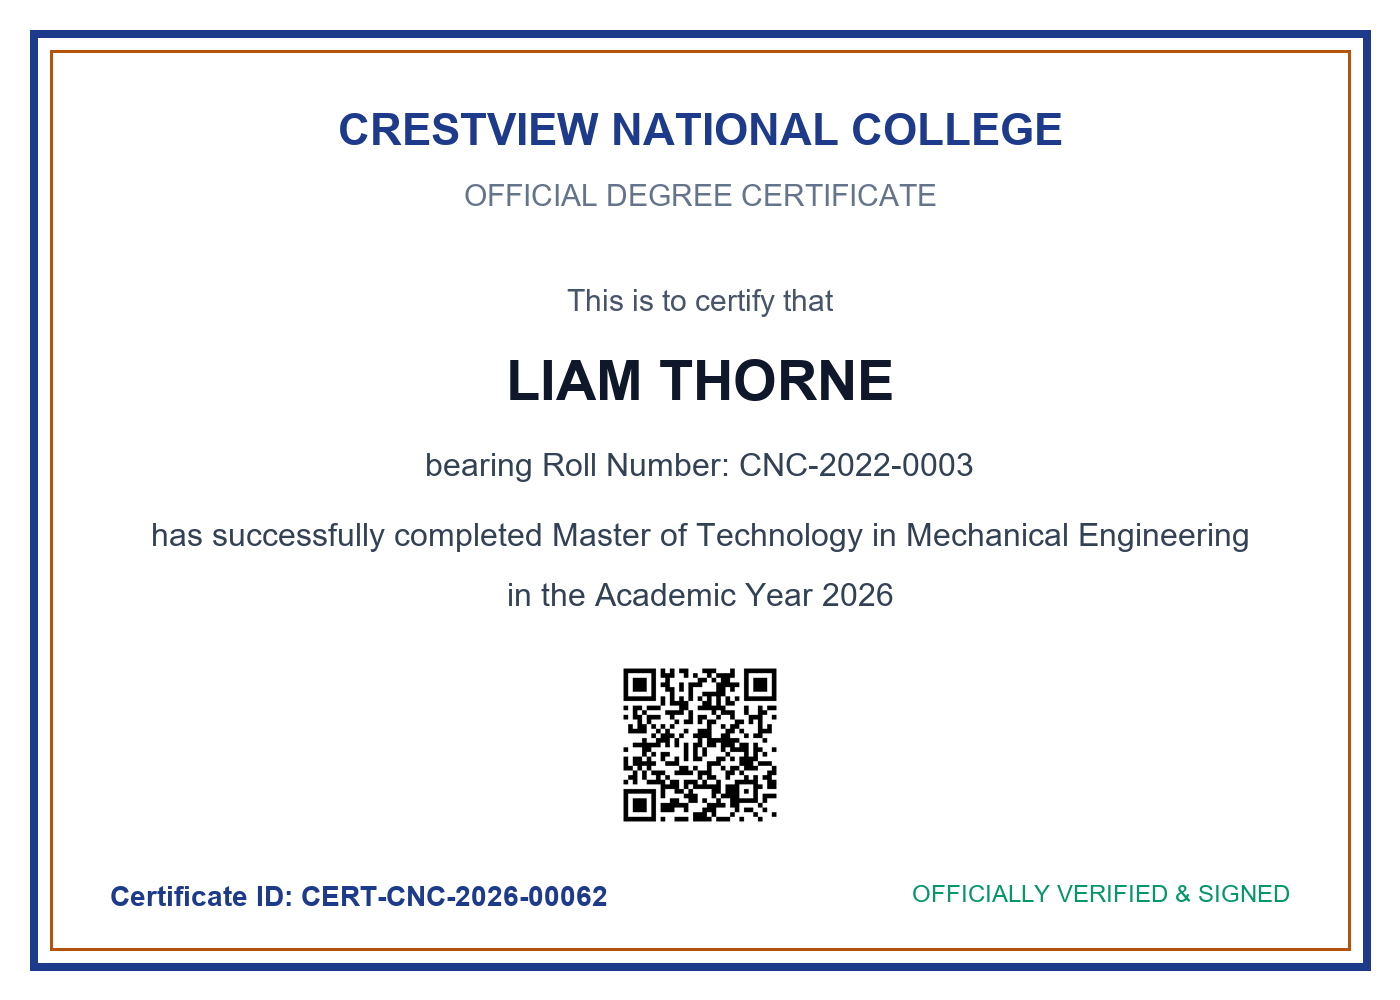 CRESTVIEW NATIONAL COLLEGE
OFFICIAL DEGREE CERTIFICATE
This is to certify that
LIAM THORNE
bearing Roll Number: CNC-2022-0003
has successfully completed Master of Technology in Mechanical Engineering
in the Academic Year 2026
Certificate ID: CERT-CNC-2026-00062
OFFICIALLY VERIFIED & SIGNED